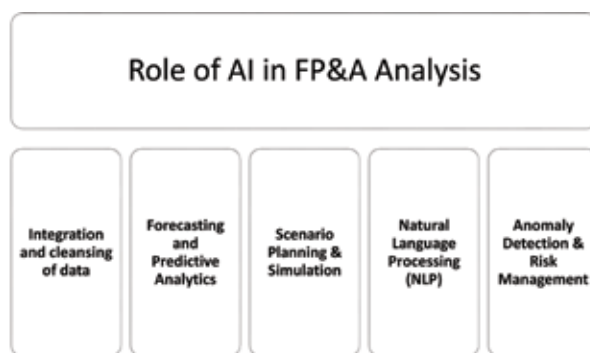 Role of AI in FP&A Analysis
Integration
and cleansing
of data
Forecasting
and
Predictive
Analytics
Scenario
Planning &
Simulation
Natural
Language
Processing
(NLP)
Anomaly
Detection &
Risk
Management